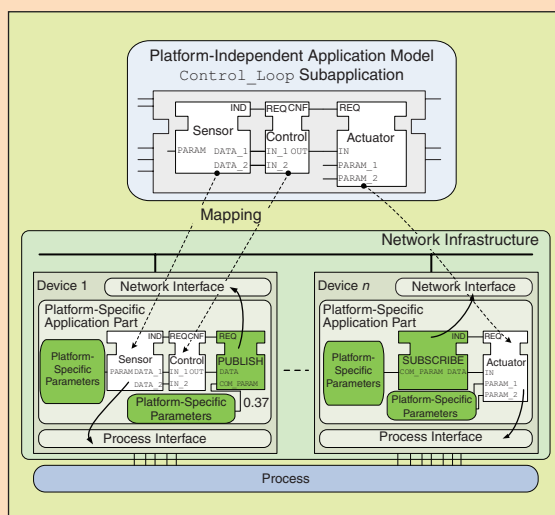 Platform-Independent Application Model
Control_Loop Subapplication
IND
REQ CNF
REQ
Sensor
Control
Actuator
PARAM
DATA_1
IN_1 OUT
IN
DATA_2
IN_2
PARAM_1
PARAM_2
Mapping
Network Infrastructure
Device 1
Network Interface
Platform-Specific
Application Part
IND
REQCNF
REQ
Platform-
Specific
Parameters
Sensor
Control
PUBLISH
PARAM
DATA_1
IN_1 OUT
DATA
DATA_2
IN_2
COM_PARAM
Platform-Specific
Parameters
0.37
Process Interface
Device n
Network Interface
Platform-Specific
Application Part
IND
REQ
Platform-
Specific
Parameters
SUBSCRIBE
Actuator
COM_PARAM DATA
IN
PARAM_1
PARAM_2
Platform-Specific
Parameters
Process Interface
Process